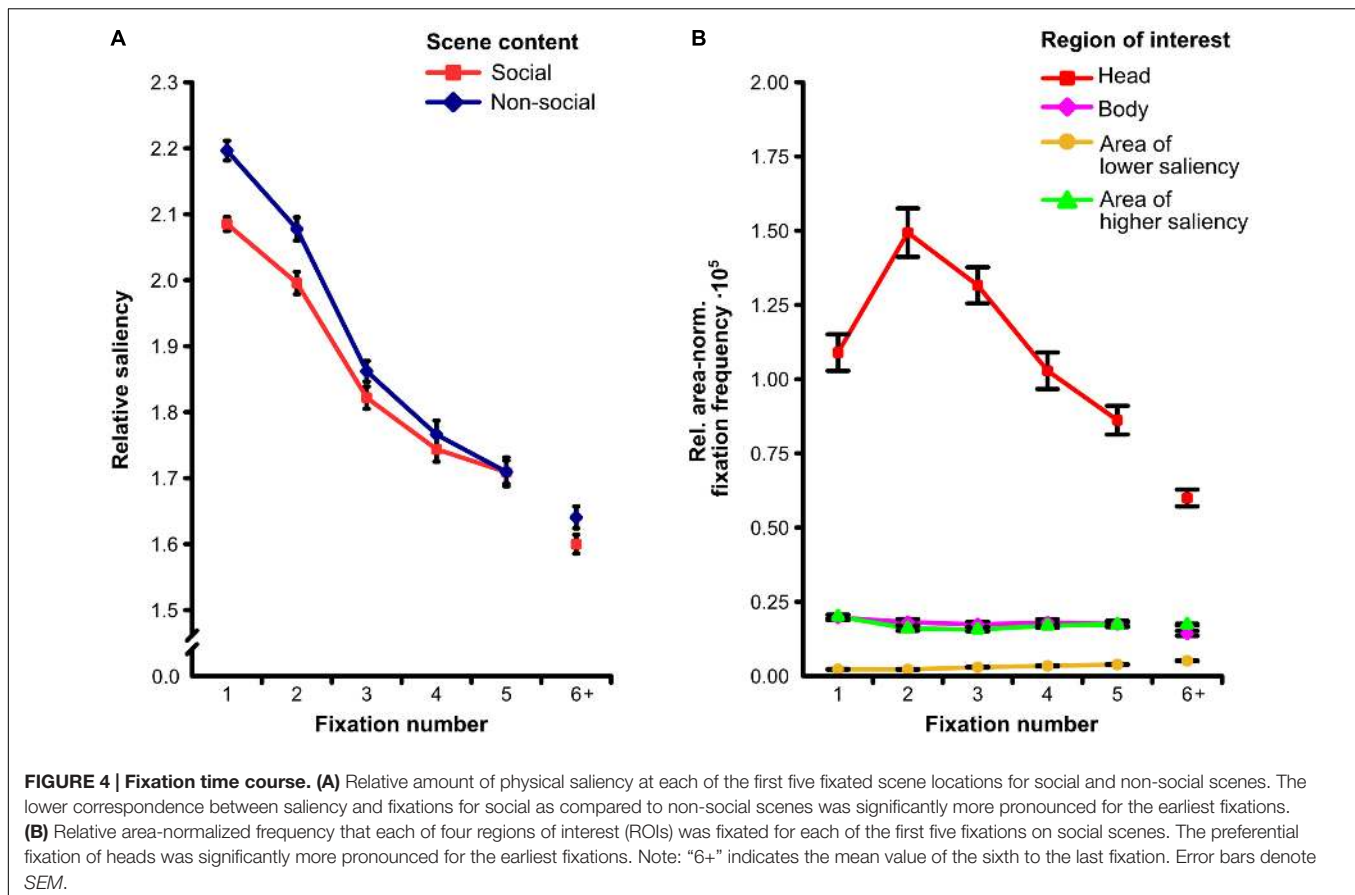 A
Scene content
Social
Non-social
2.3
2.2
2.1
2.0
1.9
1.8
1.7
1.6
1.5
0.0
Relative saliency
1 2 3 4 5 6+
Fixation number
B
Region of interest
Head
Body
Area of
lower saliency
Area of
higher saliency
2.00
1.75
1.50
1.25
1.00
0.75
0.50
0.25
0.00
Rel. area-norm.
fixation frequency ·10⁵
1 2 3 4 5 6+
Fixation number
FIGURE 4 | Fixation time course. (A) Relative amount of physical saliency at each of the first five fixated scene locations for social and non-social scenes. The
lower correspondence between saliency and fixations for social as compared to non-social scenes was significantly more pronounced for the earliest fixations.
(B) Relative area-normalized frequency that each of four regions of interest (ROIs) was fixated for each of the first five fixations on social scenes. The preferential
fixation of heads was significantly more pronounced for the earliest fixations. Note: “6+” indicates the mean value of the sixth to the last fixation. Error bars denote
SEM.